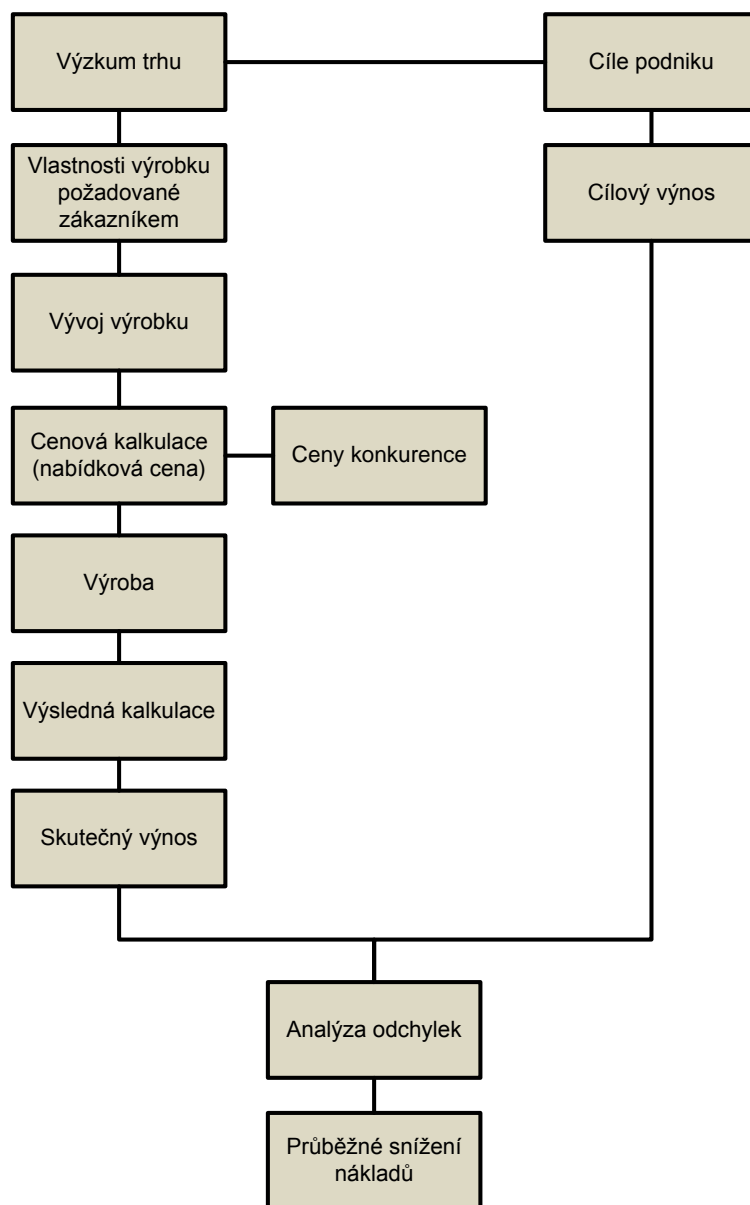 Výzkum trhu
Cíle podniku
Vlastnosti výrobku
požadované
zákazníkem
Cílový výnos
Vývoj výrobku
Cenová kalkulace
(nabídková cena)
Ceny konkurence
Výroba
Výsledná kalkulace
Skutečný výnos
Analýza odchylek
Průběžné snížení
nákladů